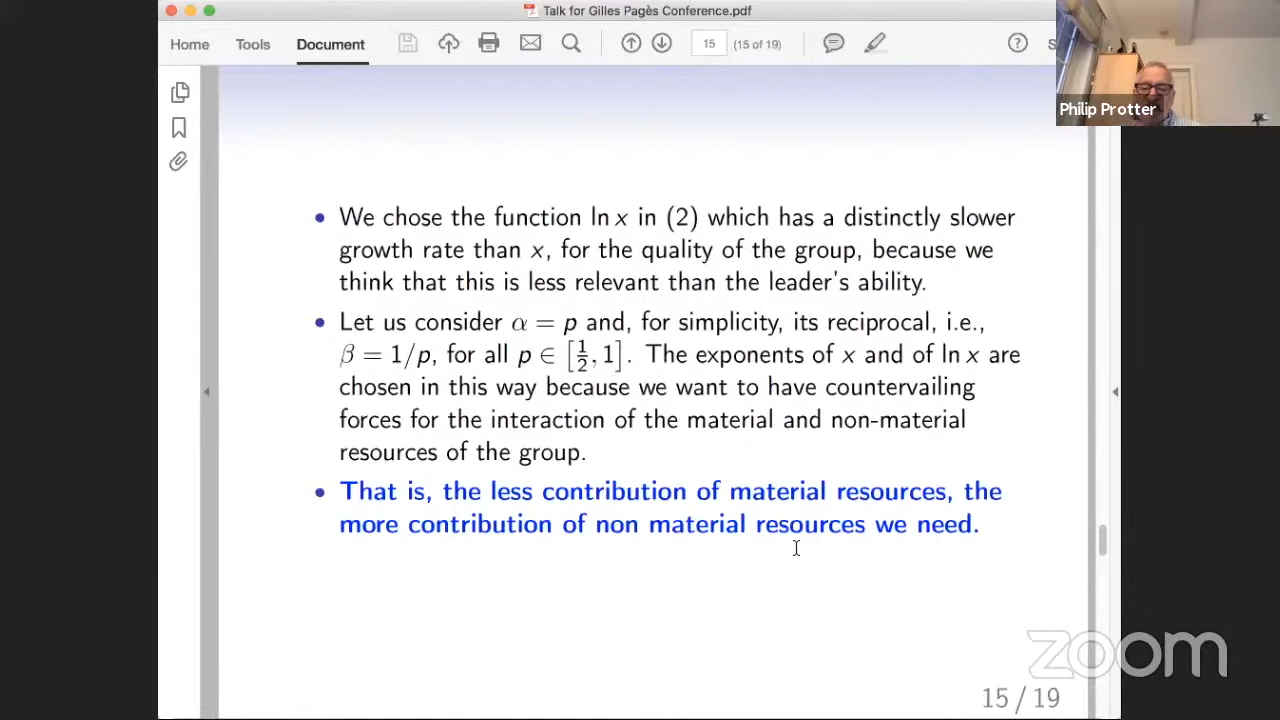 Talk for Gilles Pagès Conference.pdf
Home Tools Document 15 (15 of 19) S
Philip Protter
• We chose the function ln x in (2) which has a distinctly slower
growth rate than x, for the quality of the group, because we
think that this is less relevant than the leader's ability.
• Let us consider α = p and, for simplicity, its reciprocal, i.e.,
β = 1/p, for all p ∈ [1/2, 1]. The exponents of x and of ln x are
chosen in this way because we want to have countervailing
forces for the interaction of the material and non-material
resources of the group.
• That is, the less contribution of material resources, the
more contribution of non material resources we need.
zoom
15 / 19